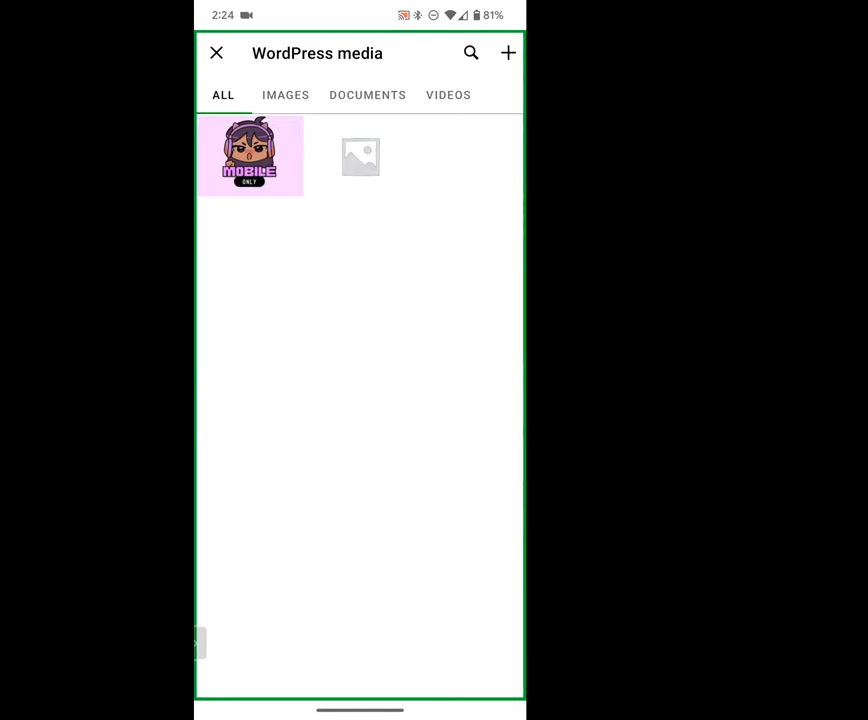 2:24 81%
WordPress media
ALL IMAGES DOCUMENTS VIDEOS
MOBILE
ONLY